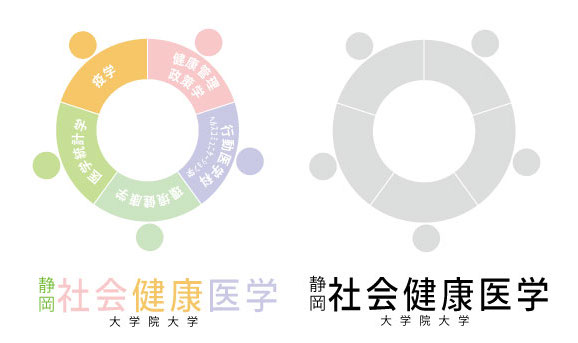 疫学
健康管理
政策学
行動医学
ヘルスコミュニケーション学
環境健康学
医学統計学
静岡
社会健康医学
大学院大学
静岡
社会健康医学
大学院大学